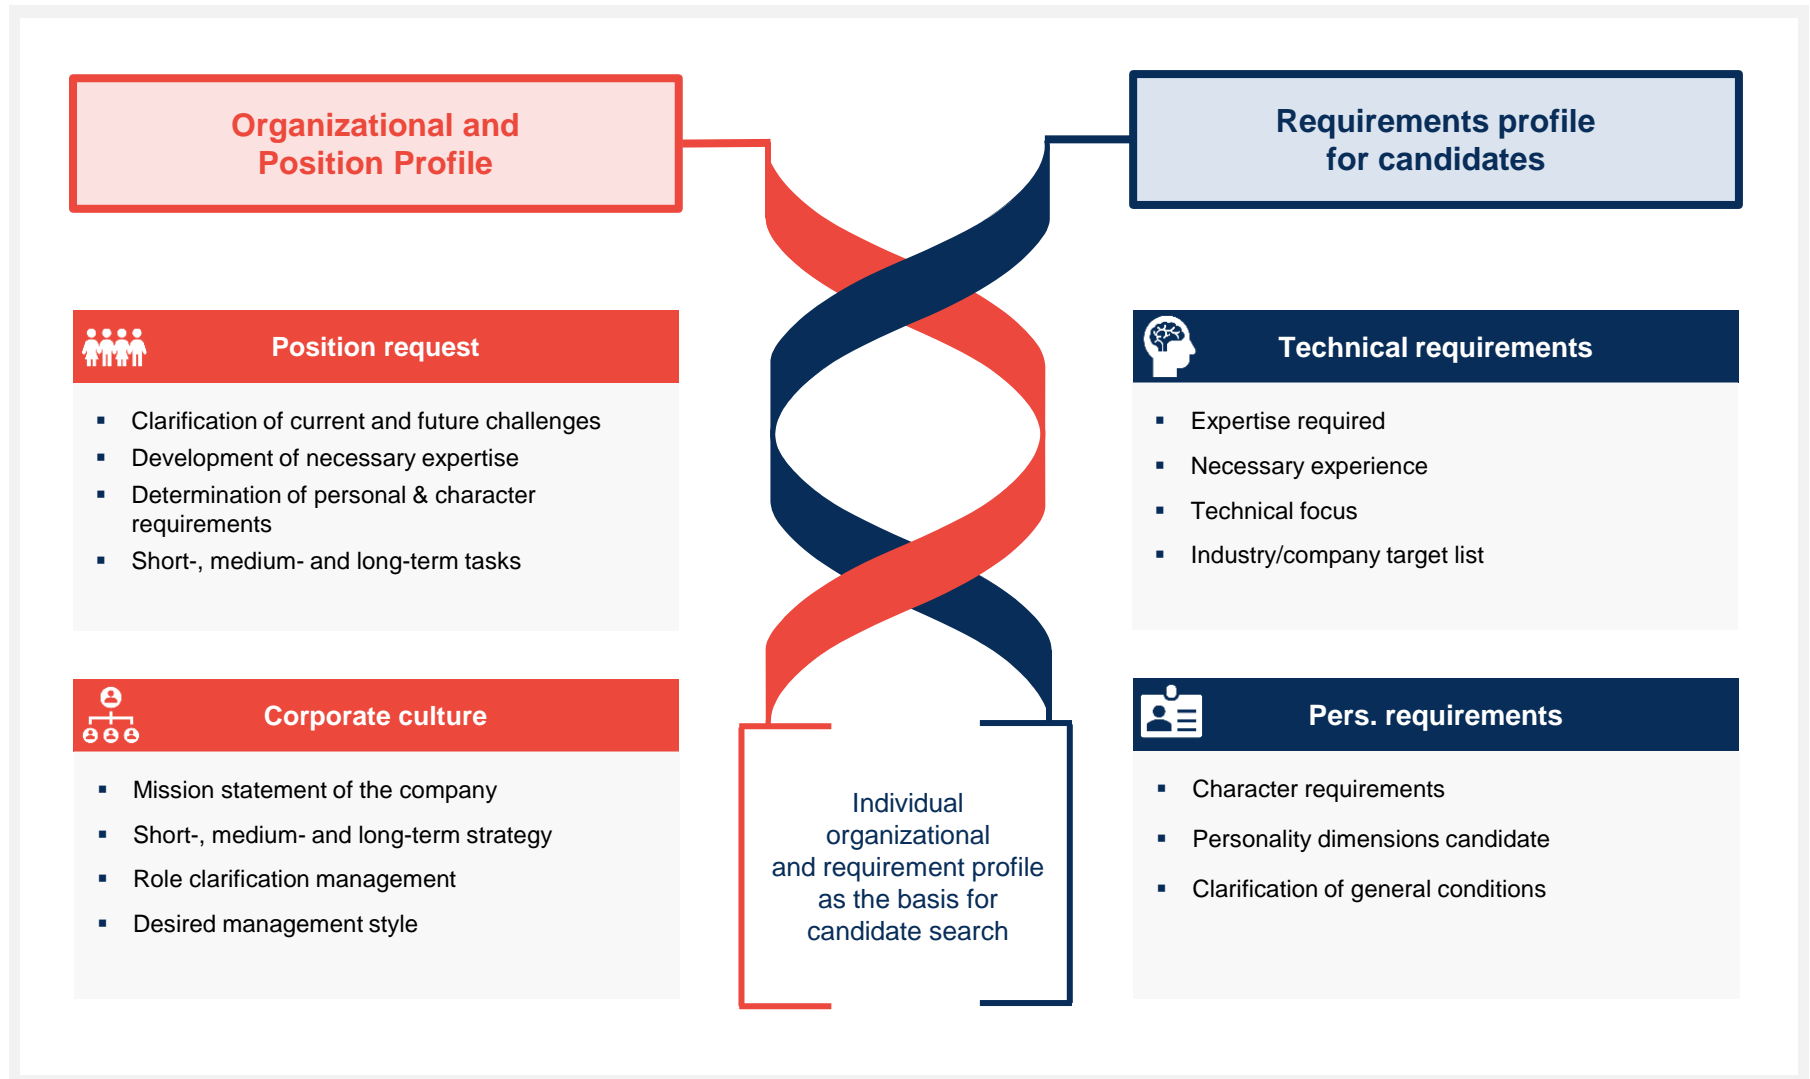 Organizational and
Position Profile
Requirements profile
for candidates
Position request
▪ Clarification of current and future challenges
▪ Development of necessary expertise
▪ Determination of personal & character
requirements
▪ Short-, medium- and long-term tasks
Technical requirements
▪ Expertise required
▪ Necessary experience
▪ Technical focus
▪ Industry/company target list
Corporate culture
▪ Mission statement of the company
▪ Short-, medium- and long-term strategy
▪ Role clarification management
▪ Desired management style
Individual
organizational
and requirement profile
as the basis for
candidate search
Pers. requirements
▪ Character requirements
▪ Personality dimensions candidate
▪ Clarification of general conditions